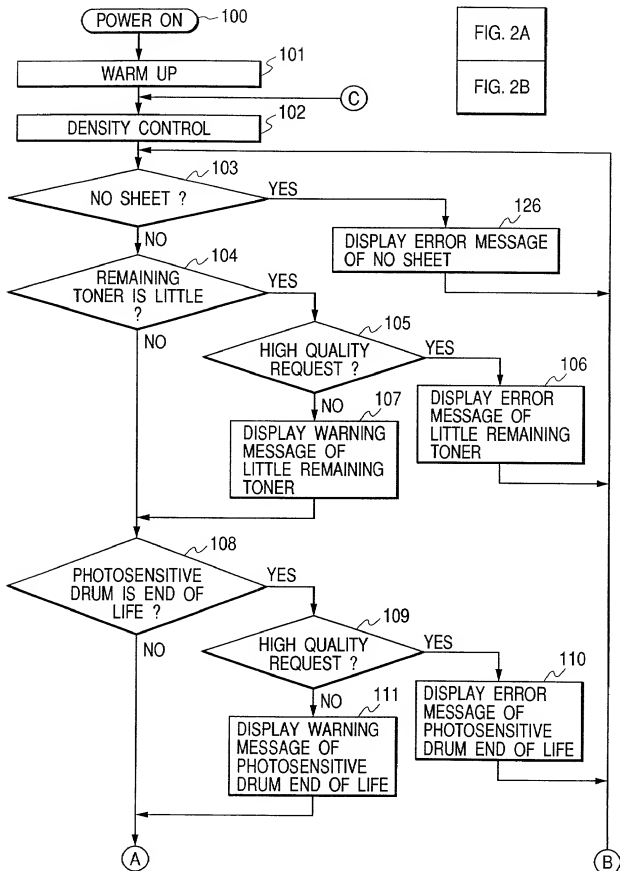 POWER ON
100
FIG. 2A
FIG. 2B
101
WARM UP
C
102
DENSITY CONTROL
103
NO SHEET ?
YES
NO
126
DISPLAY ERROR MESSAGE
OF NO SHEET
104
REMAINING
TONER IS LITTLE
?
YES
NO
105
HIGH QUALITY
REQUEST ?
YES
NO
106
DISPLAY ERROR
MESSAGE OF
LITTLE REMAINING
TONER
107
DISPLAY WARNING
MESSAGE OF
LITTLE REMAINING
TONER
108
PHOTOSENSITIVE
DRUM IS END OF
LIFE ?
YES
NO
109
HIGH QUALITY
REQUEST ?
YES
NO
110
DISPLAY ERROR
MESSAGE OF
PHOTOSENSITIVE
DRUM END OF LIFE
111
DISPLAY WARNING
MESSAGE OF
PHOTOSENSITIVE
DRUM END OF LIFE
A
B